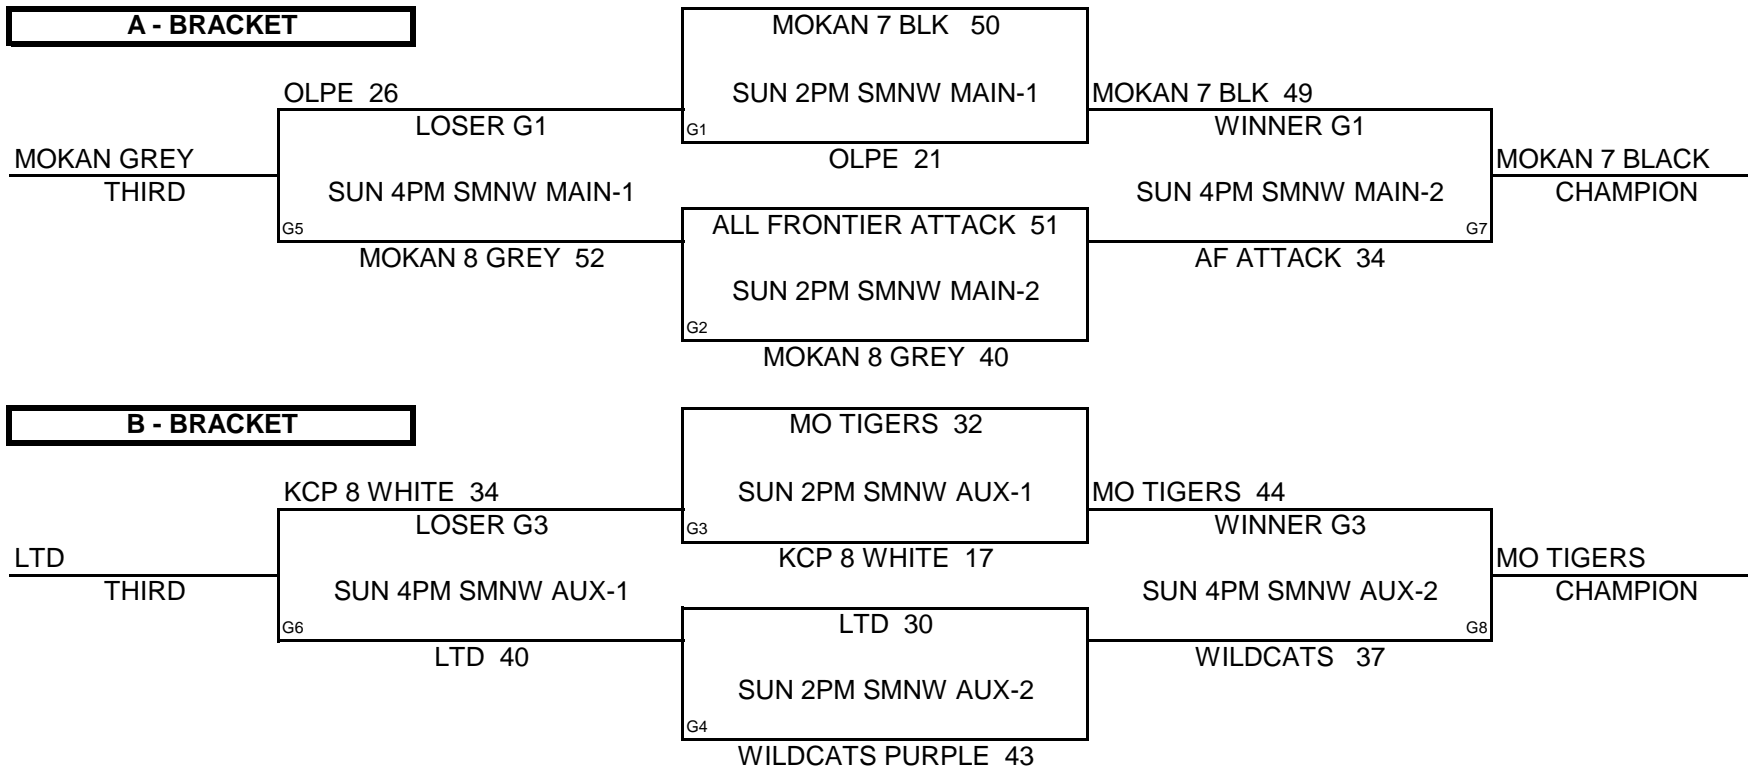 A - BRACKET
MOKAN 7 BLK 50
OLPE 26
SUN 2PM SMNW MAIN-1
MOKAN 7 BLK 49
LOSER G1
G1
WINNER G1
MOKAN GREY
OLPE 21
MOKAN 7 BLACK
THIRD
SUN 4PM SMNW MAIN-1
SUN 4PM SMNW MAIN-2
CHAMPION
G5
ALL FRONTIER ATTACK 51
G7
MOKAN 8 GREY 52
AF ATTACK 34
SUN 2PM SMNW MAIN-2
G2
MOKAN 8 GREY 40
B - BRACKET
MO TIGERS 32
KCP 8 WHITE 34
SUN 2PM SMNW AUX-1
MO TIGERS 44
LOSER G3
G3
WINNER G3
LTD
KCP 8 WHITE 17
MO TIGERS
THIRD
SUN 4PM SMNW AUX-1
SUN 4PM SMNW AUX-2
CHAMPION
G6
LTD 30
G8
LTD 40
WILDCATS 37
SUN 2PM SMNW AUX-2
G4
WILDCATS PURPLE 43